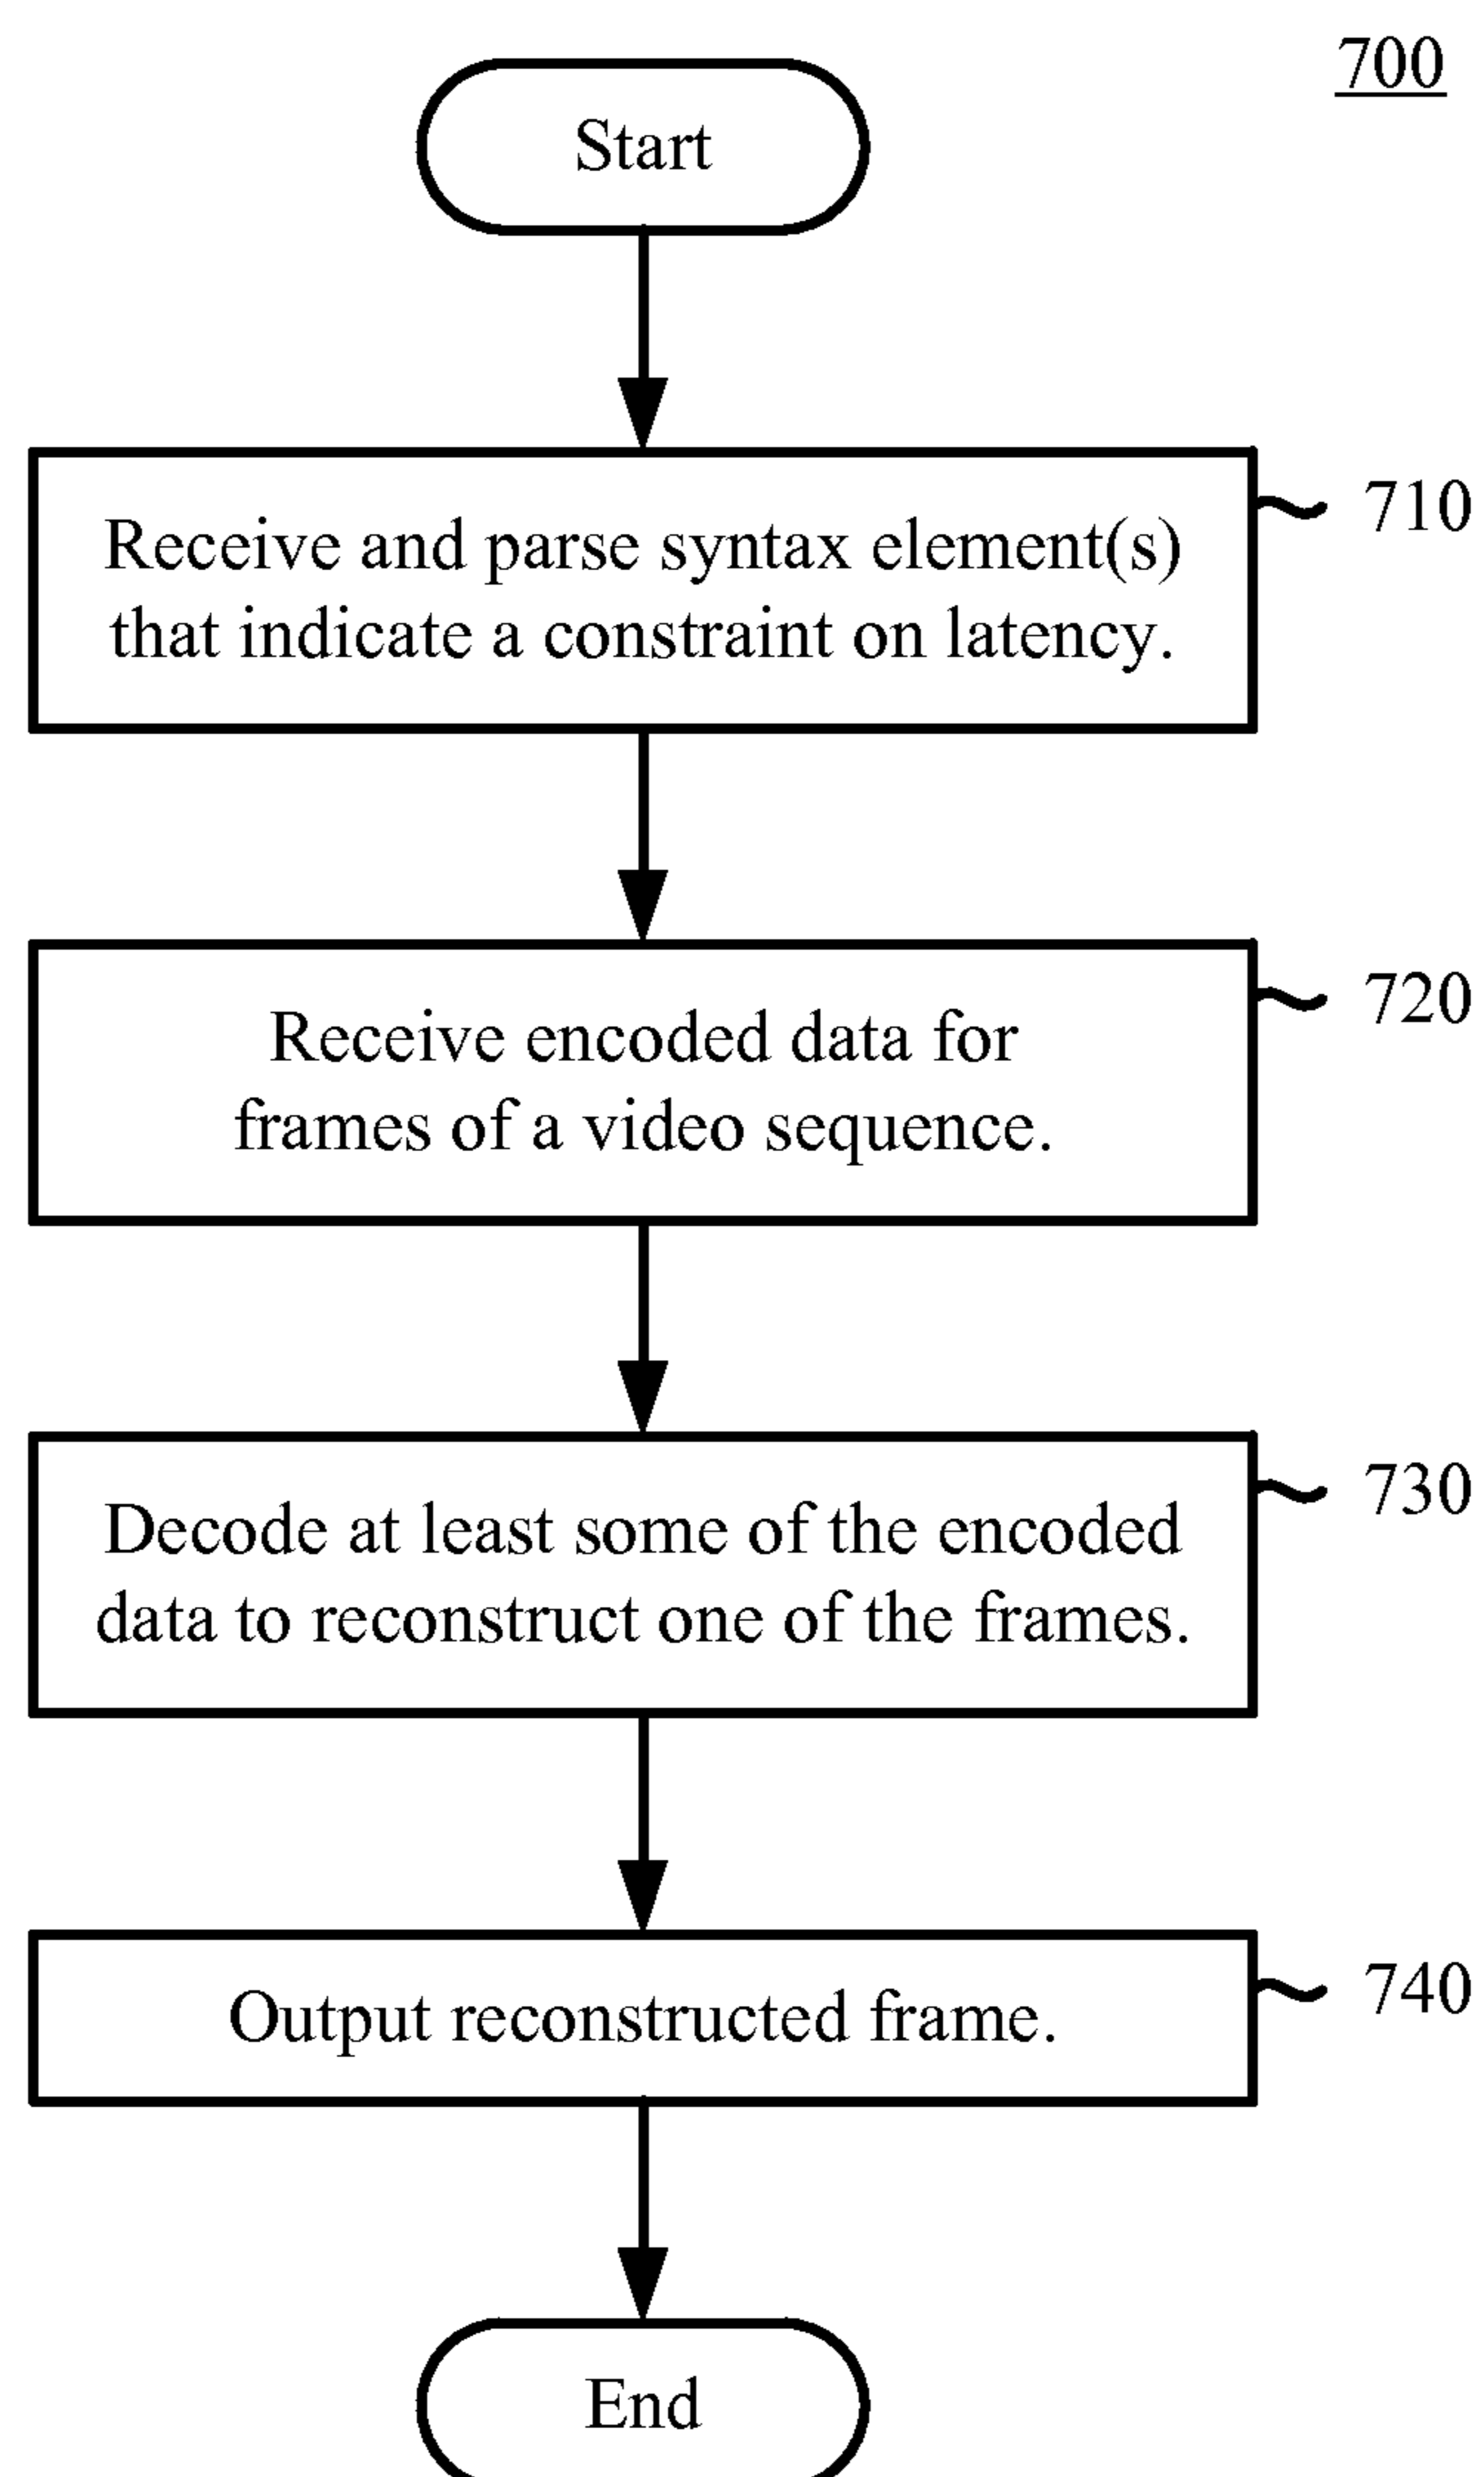 700
Start
Receive and parse syntax element(s)
that indicate a constraint on latency.
710
Receive encoded data for
frames of a video sequence.
720
Decode at least some of the encoded
data to reconstruct one of the frames.
730
Output reconstructed frame.
740
End